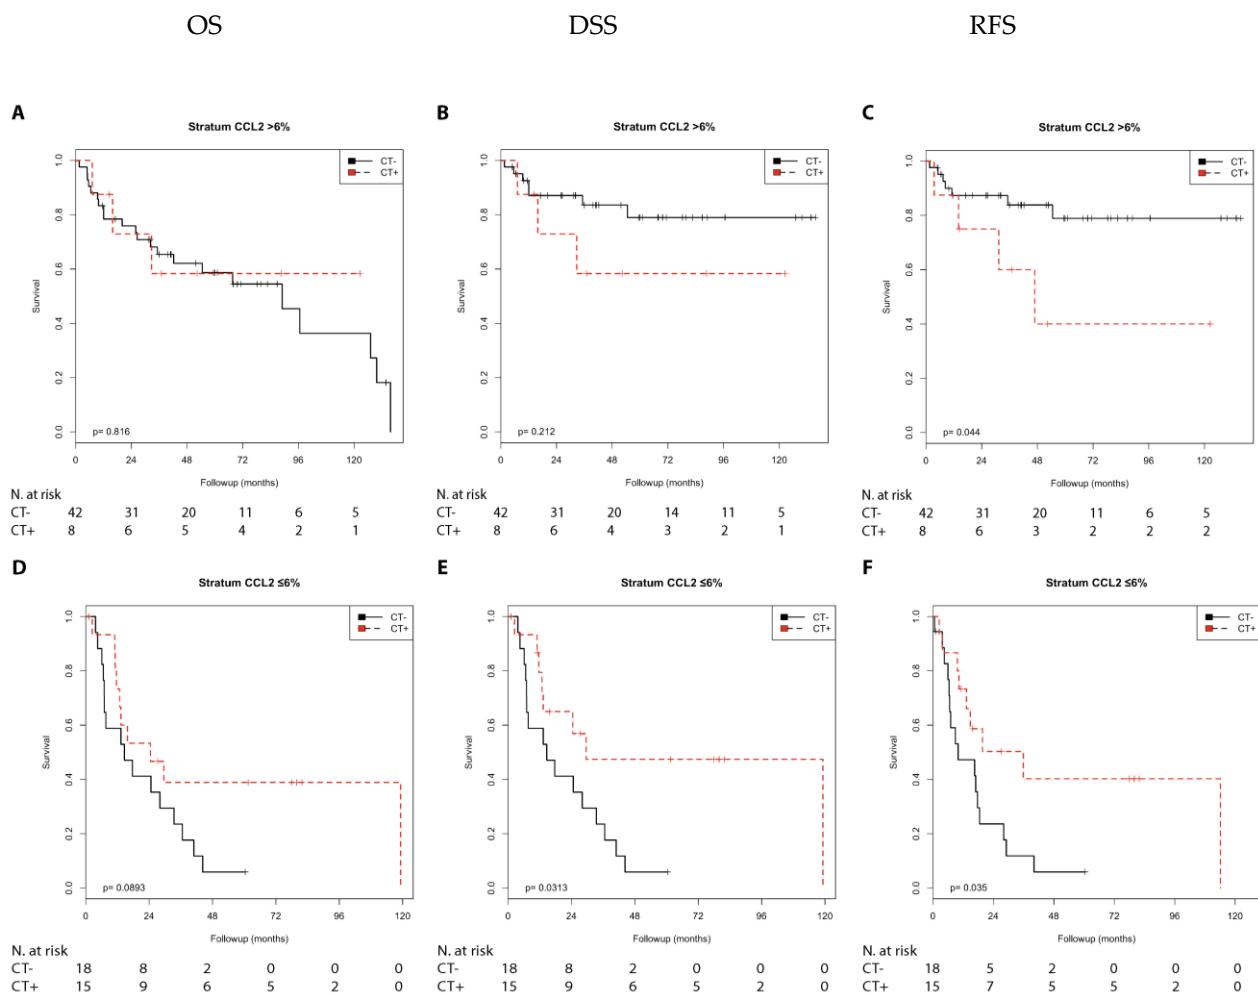 OS DSS RFS
A B C
Stratum CCL2 >6% Stratum CCL2 >6% Stratum CCL2 >6%
CT- CT- CT-
CT+ CT+ CT+
1.0 1.0 1.0
0.8 0.8 0.8
0.6 0.6 0.6
Survival Survival Survival
0.4 0.4 0.4
0.2 0.2 0.2
0.0 0.0 0.0
p= 0.816 p= 0.212 p= 0.044
0 24 48 72 96 120 0 24 48 72 96 120 0 24 48 72 96 120
Followup (months) Followup (months) Followup (months)
N. at risk N. at risk N. at risk
CT- 42 31 20 11 6 5 CT- 42 31 20 14 11 5 CT- 42 31 20 11 6 5
CT+ 8 6 5 4 2 1 CT+ 8 6 4 3 2 1 CT+ 8 6 3 2 2 2
D E F
Stratum CCL2 ≤6% Stratum CCL2 ≤6% Stratum CCL2 ≤6%
CT- CT- CT-
CT+ CT+ CT+
1.0 1.0 1.0
0.8 0.8 0.8
0.6 0.6 0.6
Survival Survival Survival
0.4 0.4 0.4
0.2 0.2 0.2
0.0 0.0 0.0
p= 0.0893 p= 0.0313 p= 0.035
0 24 48 72 96 120 0 24 48 72 96 120 0 24 48 72 96 120
Followup (months) Followup (months) Followup (months)
N. at risk N. at risk N. at risk
CT- 18 8 2 0 0 0 CT- 18 8 2 0 0 0 CT- 18 5 2 0 0 0
CT+ 15 9 6 5 2 0 CT+ 15 9 6 5 2 0 CT+ 15 7 5 5 2 0